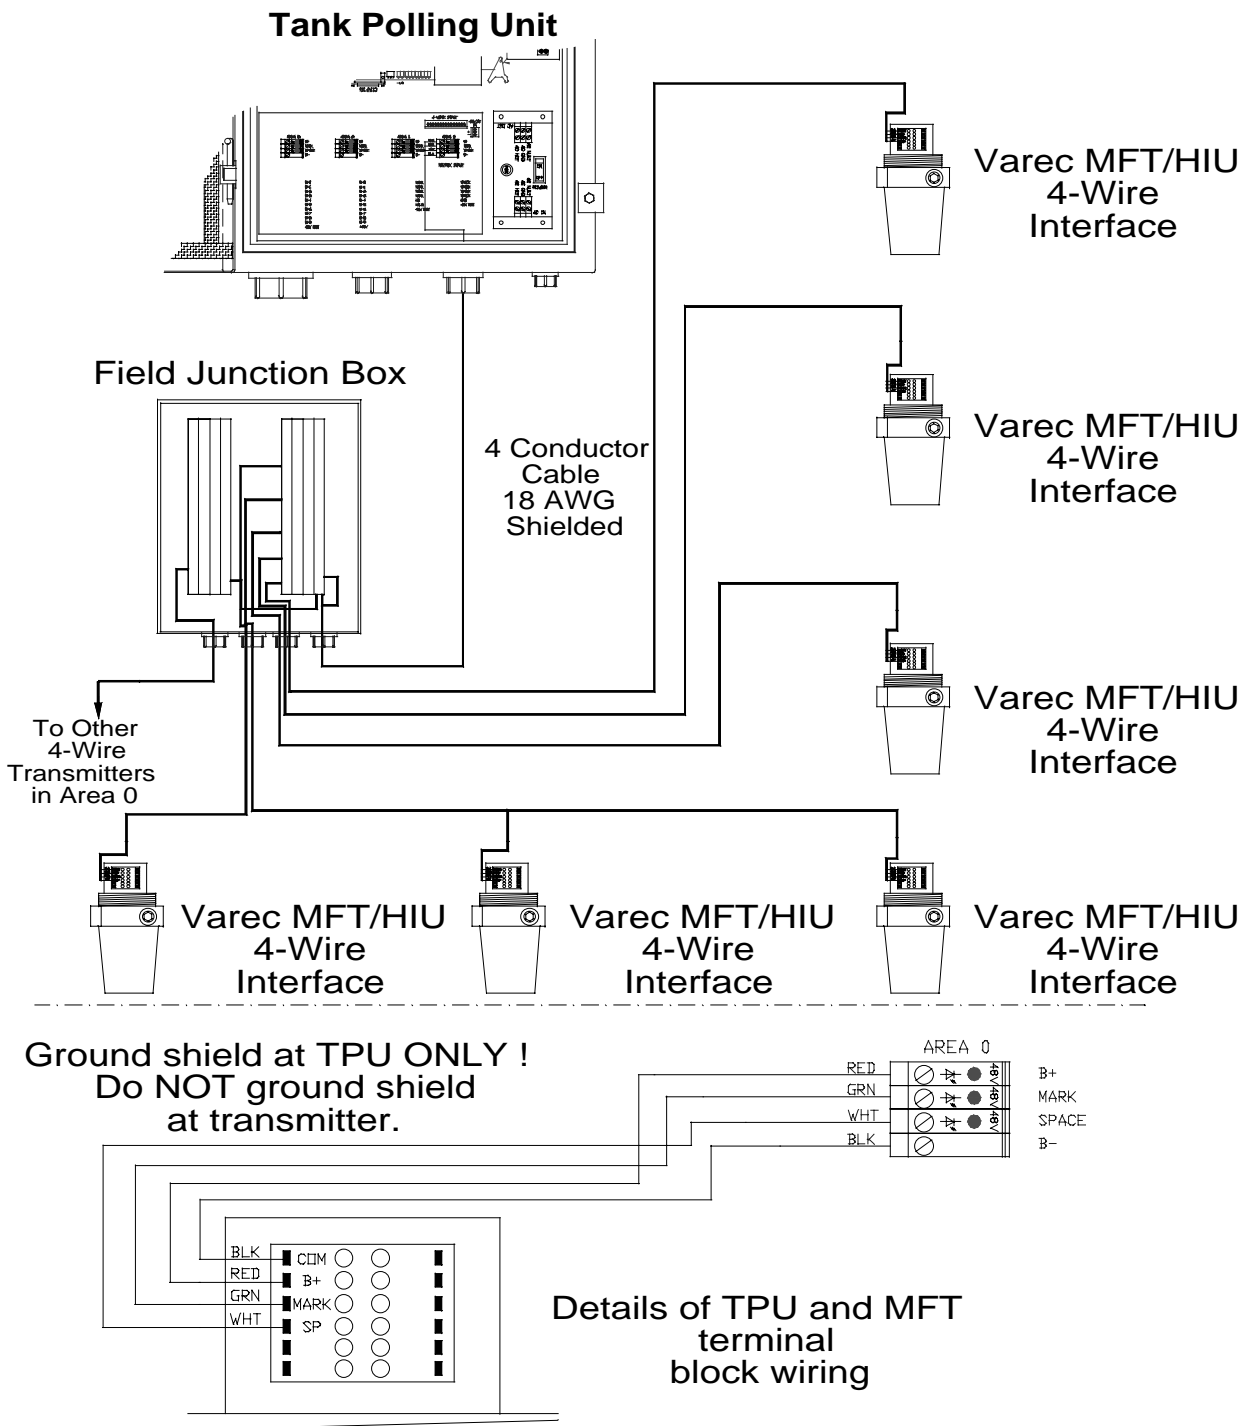 Tank Polling Unit
Varec MFT/HIU
4-Wire
Interface
Field Junction Box
4 Conductor
Cable
18 AWG
Shielded
Varec MFT/HIU
4-Wire
Interface
Varec MFT/HIU
4-Wire
Interface
To Other
4-Wire
Transmitters
in Area 0
Varec MFT/HIU
4-Wire
Interface
Varec MFT/HIU
4-Wire
Interface
Varec MFT/HIU
4-Wire
Interface
Ground shield at TPU ONLY !
Do NOT ground shield
at transmitter.
AREA 0
RED 48V B+
GRN 48V MARK
WHT 48V SPACE
BLK B-
BLK COM
RED B+
GRN MARK
WHT SP
Details of TPU and MFT
terminal
block wiring